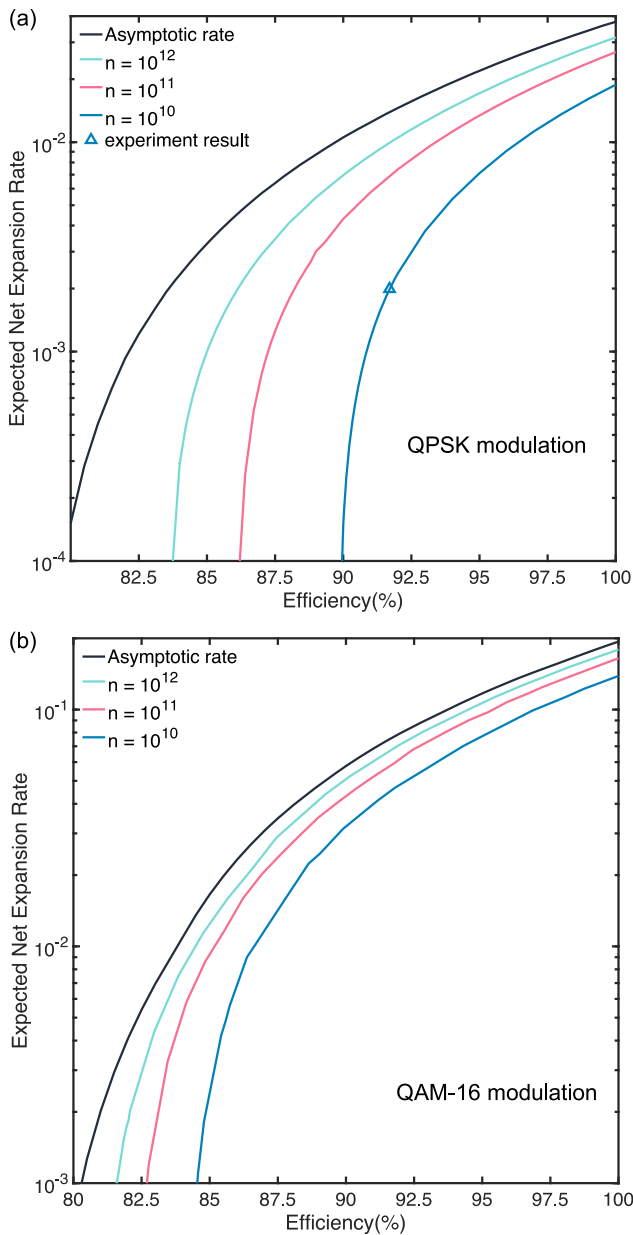 (a)
Asymptotic rate
n = 10^12
n = 10^11
n = 10^10
experiment result
Expected Net Expansion Rate
10^-2
10^-3
10^-4
QPSK modulation
82.5 85 87.5 90 92.5 95 97.5 100
Efficiency(%)
(b)
Asymptotic rate
n = 10^12
n = 10^11
n = 10^10
Expected Net Expansion Rate
10^-1
10^-2
10^-3
QAM-16 modulation
80 82.5 85 87.5 90 92.5 95 97.5 100
Efficiency(%)